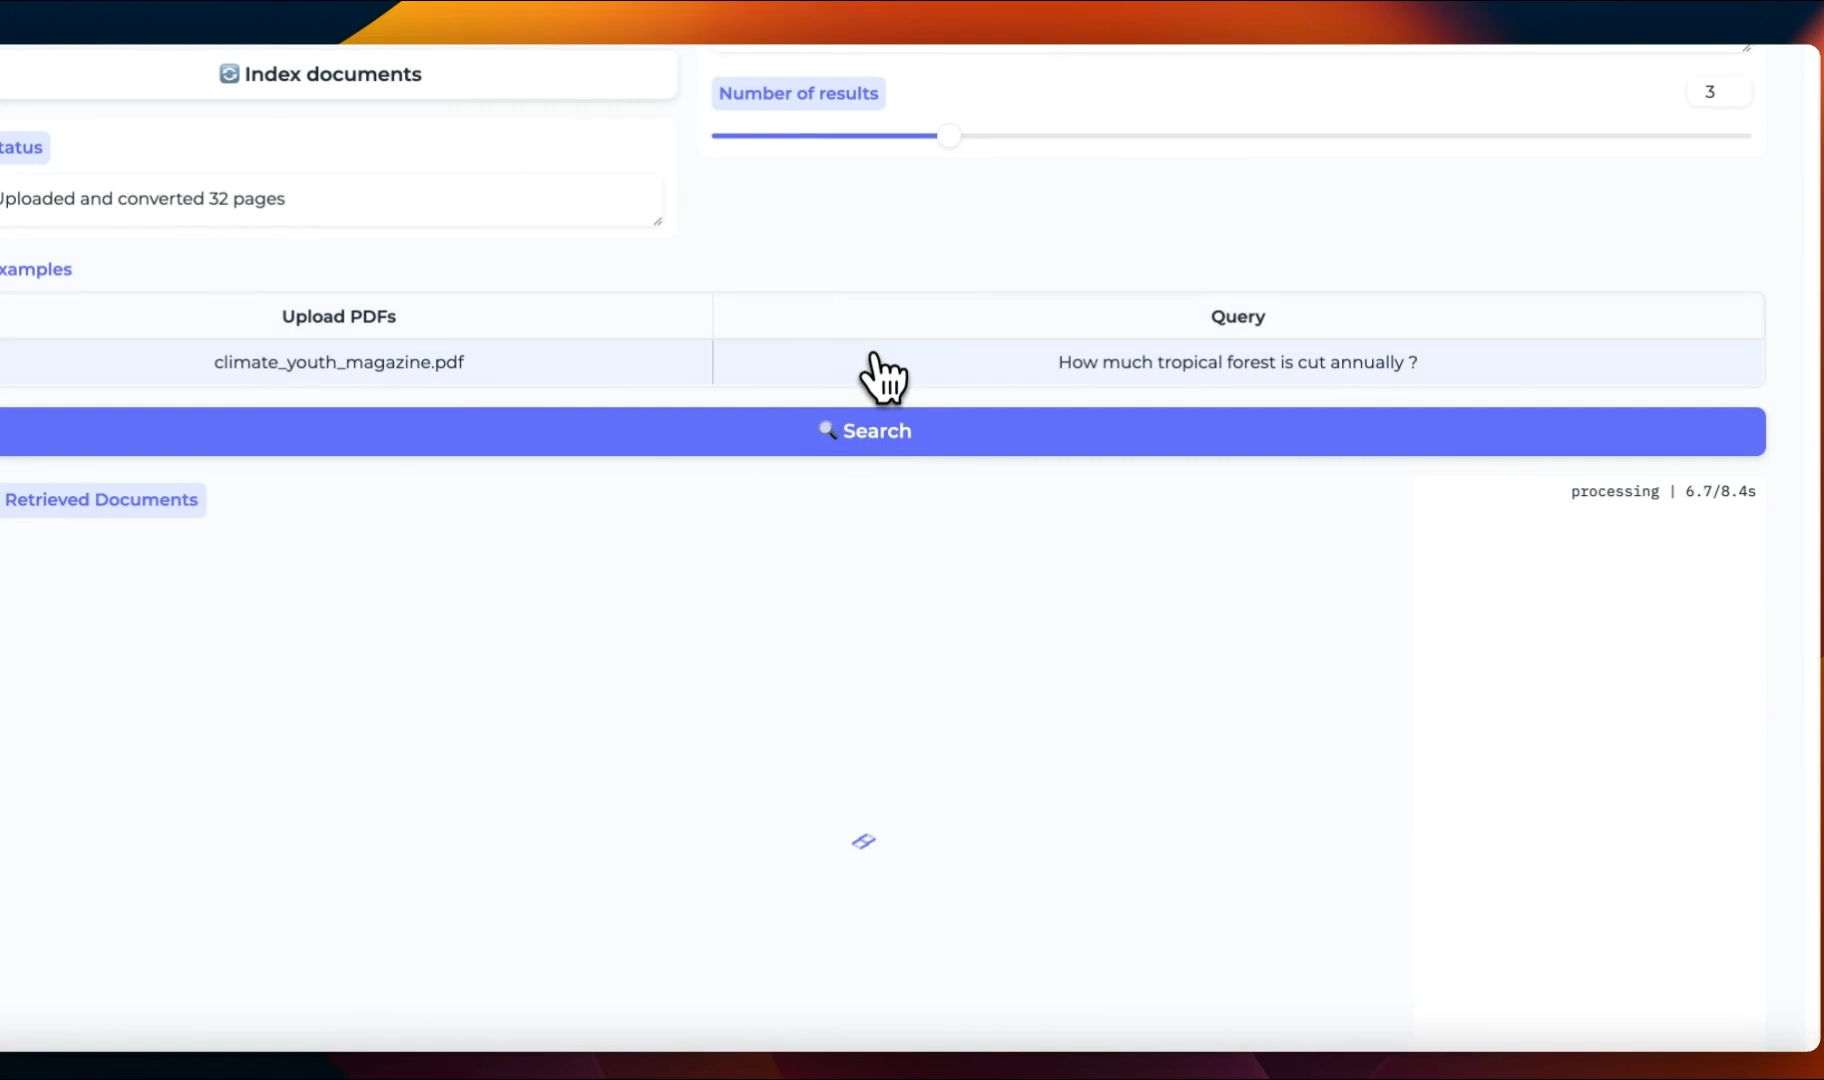 Index documents
Number of results
3
tatus
Uploaded and converted 32 pages
xamples
Upload PDFs
Query
climate_youth_magazine.pdf
How much tropical forest is cut annually ?
Search
Retrieved Documents
processing | 6.7/8.4s